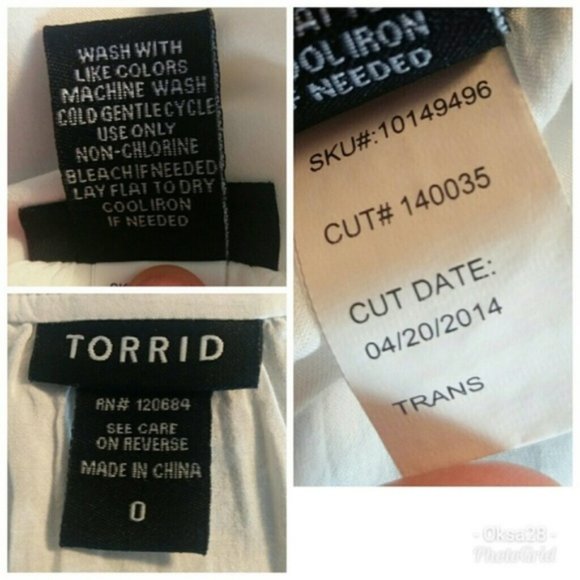 WASH WITH
LIKE COLORS
MACHINE WASH
COLD GENTLE CYCLE
USE ONLY
NON-CHLORINE
BLEACH IF NEEDED
LAY FLAT TO DRY
COOL IRON
IF NEEDED
OOL IRON
F NEEDED
SKU#:10149496
CUT# 140035
CUT DATE:
04/20/2014
TRANS
TORRID
RN# 120684
SEE CARE
ON REVERSE
MADE IN CHINA
0
- Oksa28 -
PhotoGrid